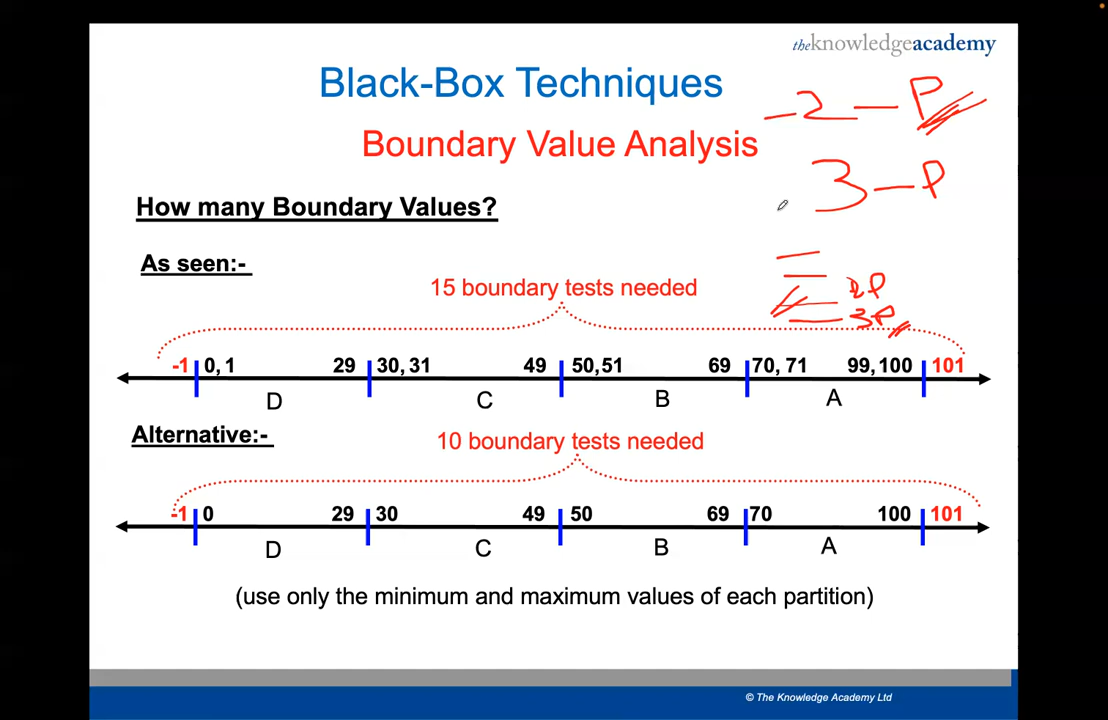 theknowledgeacademy
Black-Box Techniques
-2-P
Boundary Value Analysis
3-P
How many Boundary Values?
As seen:-
15 boundary tests needed
2P
3P
-1 0, 1 29 30, 31 49 50,51 69 70, 71 99,100 101
D C B A
Alternative:-
10 boundary tests needed
-1 0 29 30 49 50 69 70 100 101
D C B A
(use only the minimum and maximum values of each partition)
© The Knowledge Academy Ltd